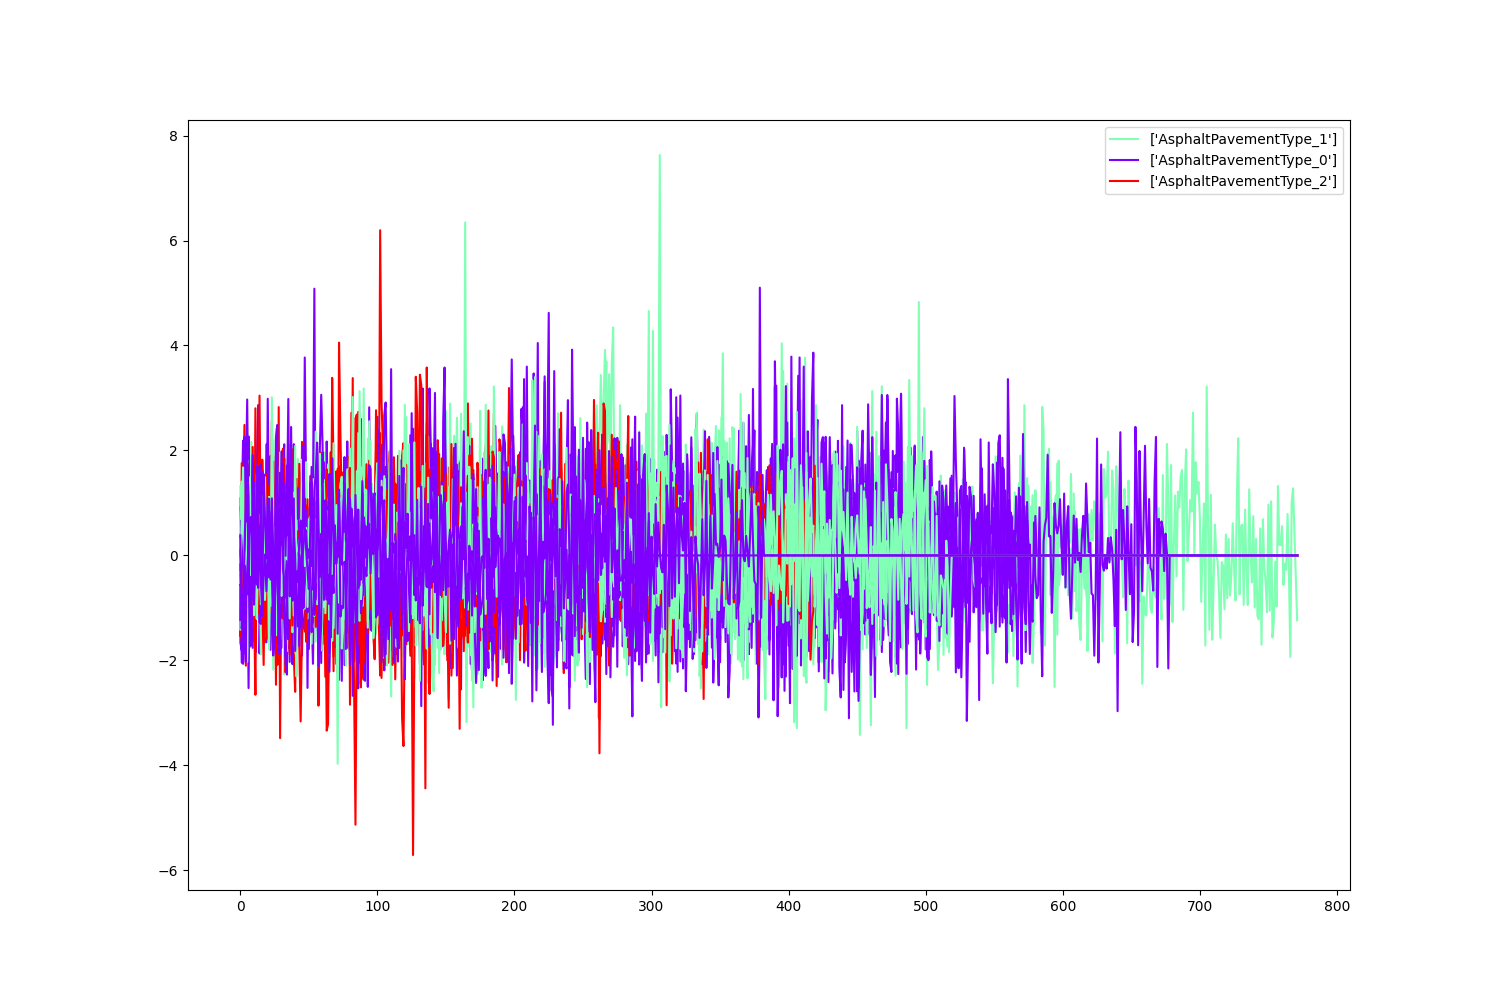 ['AsphaltPavementType_1']
['AsphaltPavementType_0']
['AsphaltPavementType_2']
8
6
4
2
0
−2
−4
−6
0 100 200 300 400 500 600 700 800